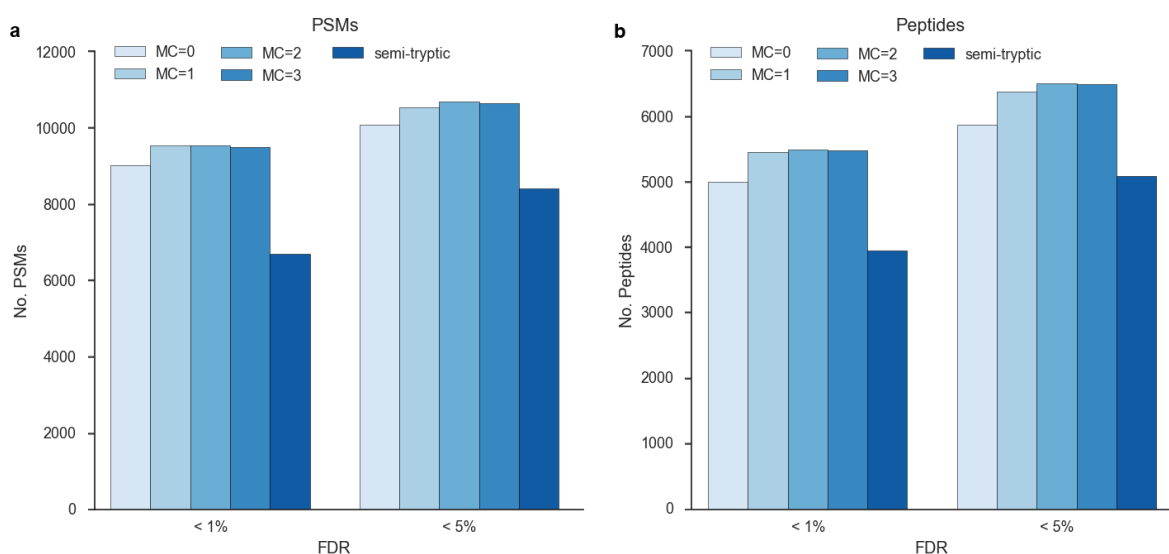 a
PSMs
MC=0
MC=2
semi-tryptic
MC=1
MC=3
12000
10000
8000
6000
4000
2000
0
No. PSMs
< 1%
< 5%
FDR
b
Peptides
MC=0
MC=2
semi-tryptic
MC=1
MC=3
7000
6000
5000
4000
3000
2000
1000
0
No. Peptides
< 1%
< 5%
FDR